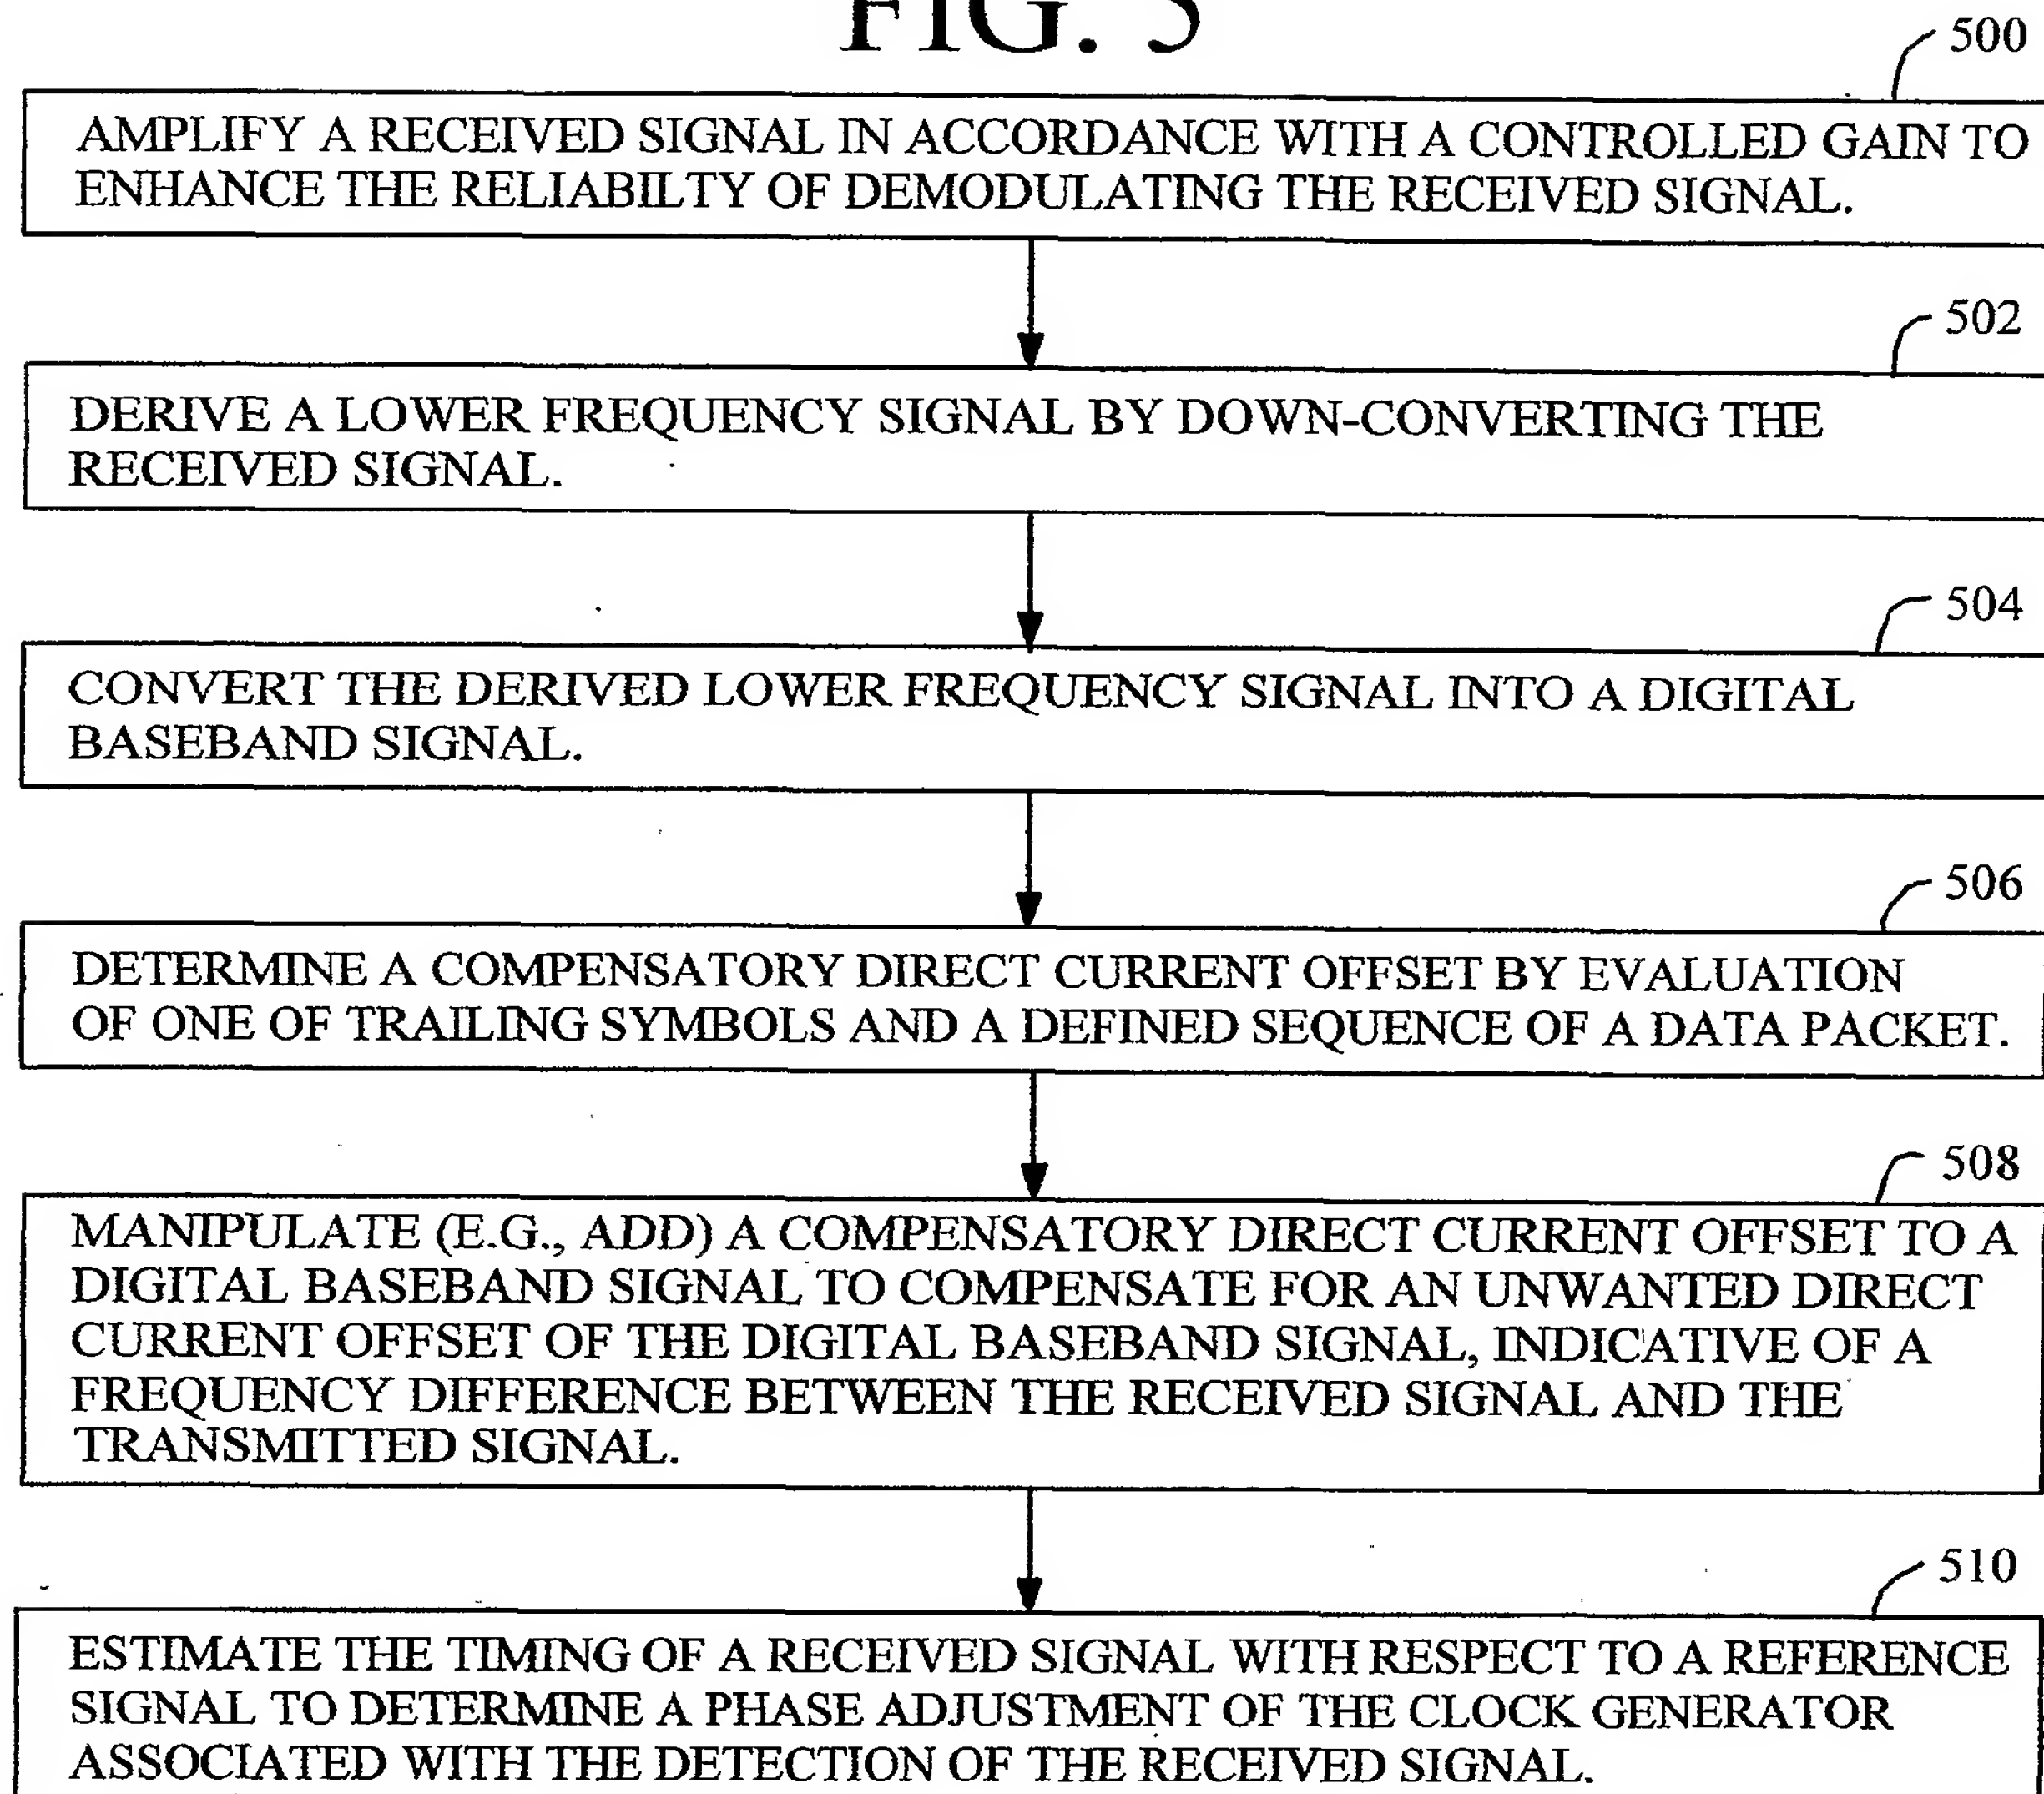 FIG. 5
500
AMPLIFY A RECEIVED SIGNAL IN ACCORDANCE WITH A CONTROLLED GAIN TO
ENHANCE THE RELIABILTY OF DEMODULATING THE RECEIVED SIGNAL.
502
DERIVE A LOWER FREQUENCY SIGNAL BY DOWN-CONVERTING THE
RECEIVED SIGNAL.
504
CONVERT THE DERIVED LOWER FREQUENCY SIGNAL INTO A DIGITAL
BASEBAND SIGNAL.
506
DETERMINE A COMPENSATORY DIRECT CURRENT OFFSET BY EVALUATION
OF ONE OF TRAILING SYMBOLS AND A DEFINED SEQUENCE OF A DATA PACKET.
508
MANIPULATE (E.G., ADD) A COMPENSATORY DIRECT CURRENT OFFSET TO A
DIGITAL BASEBAND SIGNAL TO COMPENSATE FOR AN UNWANTED DIRECT
CURRENT OFFSET OF THE DIGITAL BASEBAND SIGNAL, INDICATIVE OF A
FREQUENCY DIFFERENCE BETWEEN THE RECEIVED SIGNAL AND THE
TRANSMITTED SIGNAL.
510
ESTIMATE THE TIMING OF A RECEIVED SIGNAL WITH RESPECT TO A REFERENCE
SIGNAL TO DETERMINE A PHASE ADJUSTMENT OF THE CLOCK GENERATOR
ASSOCIATED WITH THE DETECTION OF THE RECEIVED SIGNAL.